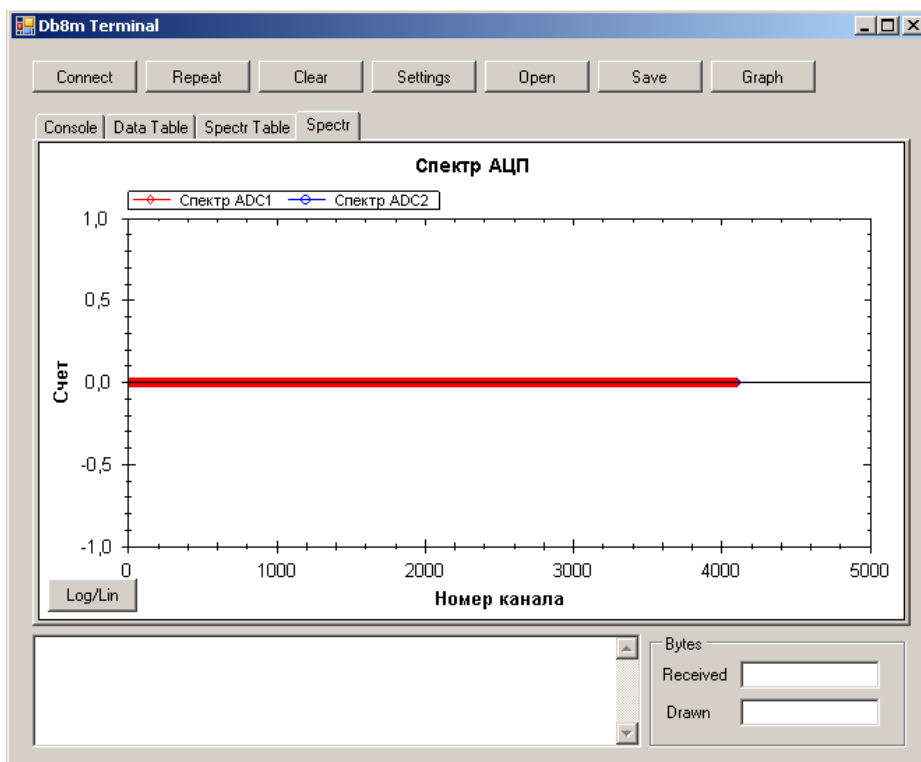 Db8m Terminal
Connect Repeat Clear Settings Open Save Graph
Console Data Table Spectr Table Spectr
Спектр АЦП
Спектр ADC1 Спектр ADC2
1,0
0,5
0,0
-0,5
-1,0
Счет
0 1000 2000 3000 4000 5000
Log/Lin
Номер канала
Bytes
Received
Drawn